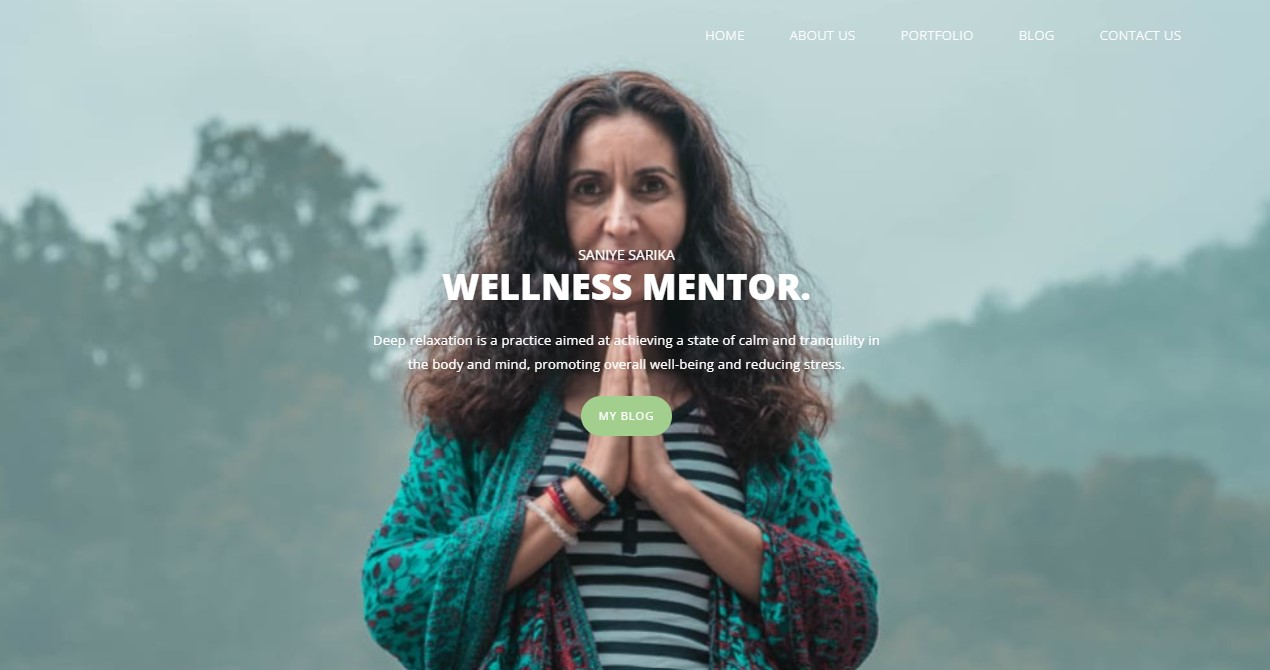 HOME ABOUT US PORTFOLIO BLOG CONTACT US
SANIYE SARIKA
WELLNESS MENTOR.
Deep relaxation is a practice aimed at achieving a state of calm and tranquility in
the body and mind, promoting overall well-being and reducing stress.
MY BLOG